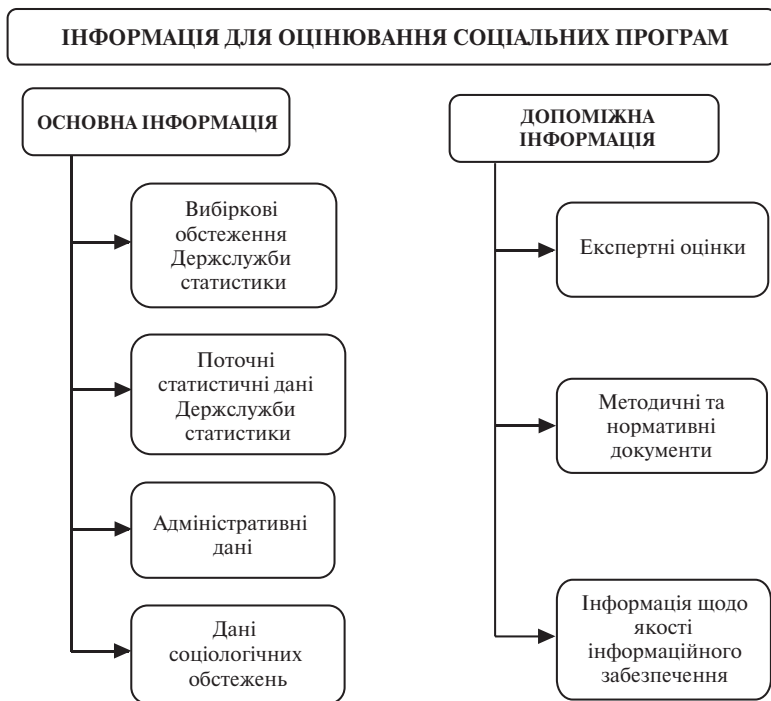 ІНФОРМАЦІЯ ДЛЯ ОЦІНЮВАННЯ СОЦІАЛЬНИХ ПРОГРАМ
ОСНОВНА ІНФОРМАЦІЯ
Вибіркові
обстеження
Держслужби
статистики
Поточні
статистичні дані
Держслужби
статистики
Адміністративні
дані
Дані
соціологічних
обстежень
ДОПОМІЖНА
ІНФОРМАЦІЯ
Експертні оцінки
Методичні та
нормативні
документи
Інформація щодо
якості
інформаційного
забезпечення